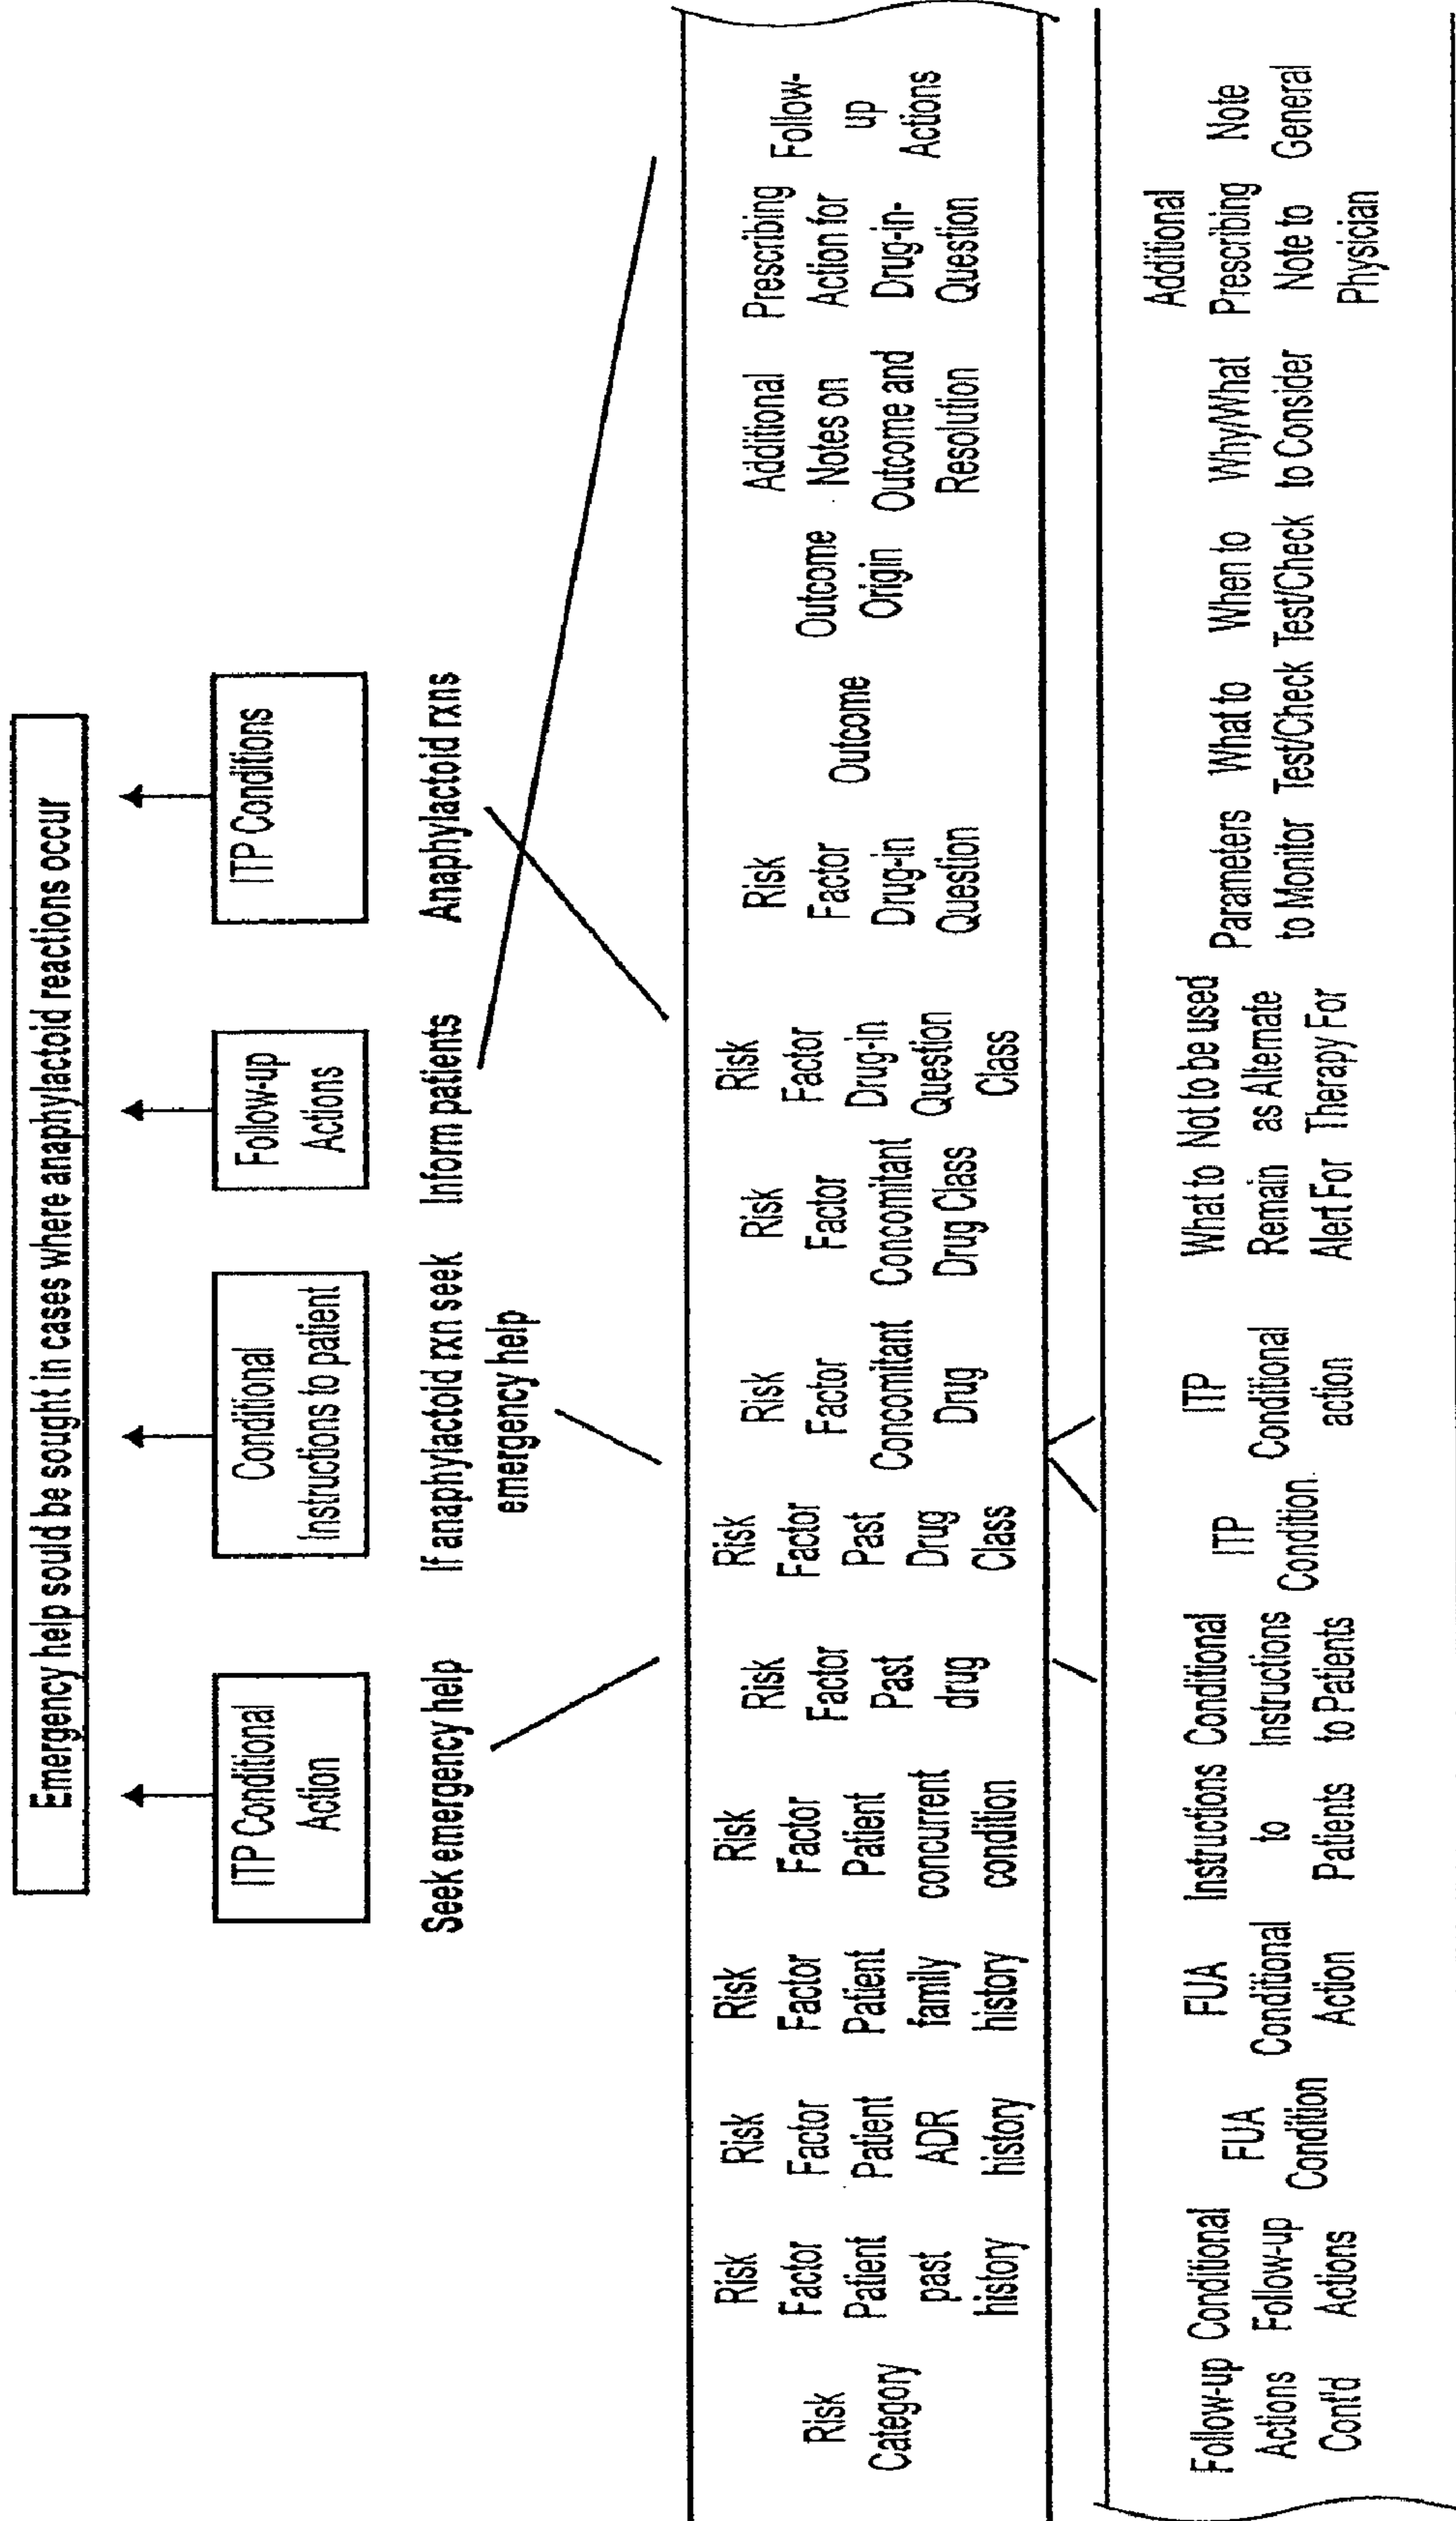 Emergency help sould be sought in cases where anaphylactoid reactions occur
ITP Conditional
Action
Conditional
Instructions to patient
Follow-up
Actions
ITP Conditions
Seek emergency help
If anaphylactoid rxn seek
emergency help
Inform patients
Anaphylactoid rxns
Risk
Category
Risk
Factor
Patient
past
history
Risk
Factor
Patient
ADR
history
Risk
Factor
Patient
family
history
Risk
Factor
Patient
concurrent
condition
Risk
Factor
Past
drug
Risk
Factor
Past
Drug
Class
Risk
Factor
Concomitant
Drug
Risk
Factor
Concomitant
Drug Class
Risk
Factor
Drug-in
Question
Class
Risk
Factor
Drug-in
Question
Outcome
Outcome
Origin
Additional
Notes on
Outcome and
Resolution
Prescribing
Action for
Drug-in-
Question
Follow-
up
Actions
Follow-up
Actions
Cont'd
Conditional
Follow-up
Actions
FUA
Condition
FUA
Conditional
Action
Instructions
to
Patients
Conditional
Instructions
to Patients
ITP
Condition.
ITP
Conditional
action
What to
Remain
Alert For
Not to be used
as Alternate
Therapy For
Parameters
to Monitor
What to
Test/Check
When to
Test/Check
Why/What
to Consider
Additional
Prescribing
Note to
Physician
Note
General